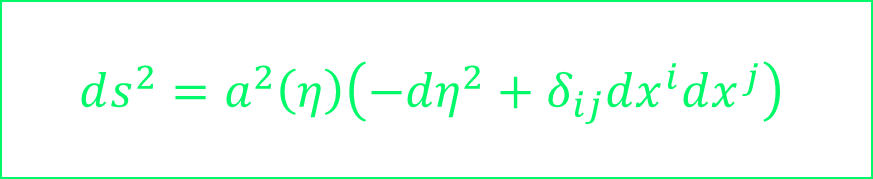 ds² = a²(η)(−dη² + δᵢⱼdxⁱdxʲ)